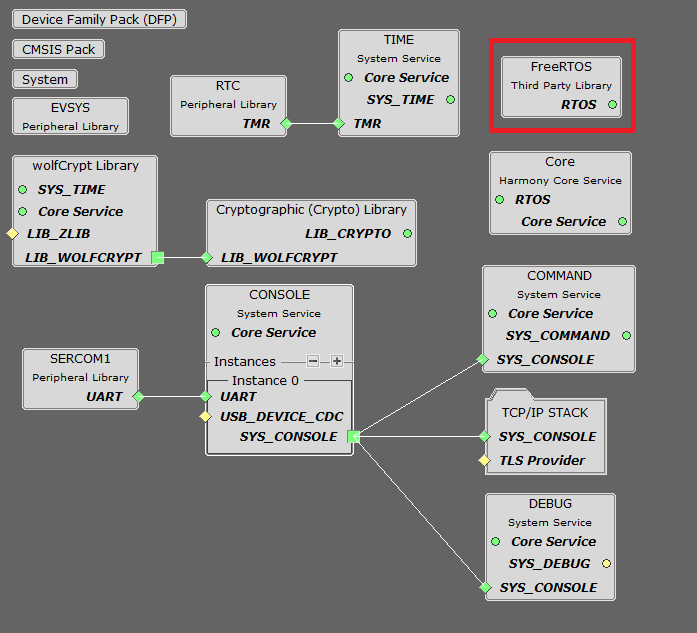 Device Family Pack (DFP)
CMSIS Pack
System
EVSYS
Peripheral Library
RTC
Peripheral Library
TMR
TIME
System Service
Core Service
SYS_TIME
TMR
FreeRTOS
Third Party Library
RTOS
wolfCrypt Library
SYS_TIME
Core Service
LIB_ZLIB
LIB_WOLFCRYPT
Cryptographic (Crypto) Library
LIB_CRYPTO
LIB_WOLFCRYPT
Core
Harmony Core Service
RTOS
Core Service
CONSOLE
System Service
Core Service
Instances
Instance 0
UART
USB_DEVICE_CDC
SYS_CONSOLE
SERCOM1
Peripheral Library
UART
COMMAND
System Service
Core Service
SYS_COMMAND
SYS_CONSOLE
TCP/IP STACK
SYS_CONSOLE
TLS Provider
DEBUG
System Service
Core Service
SYS_DEBUG
SYS_CONSOLE